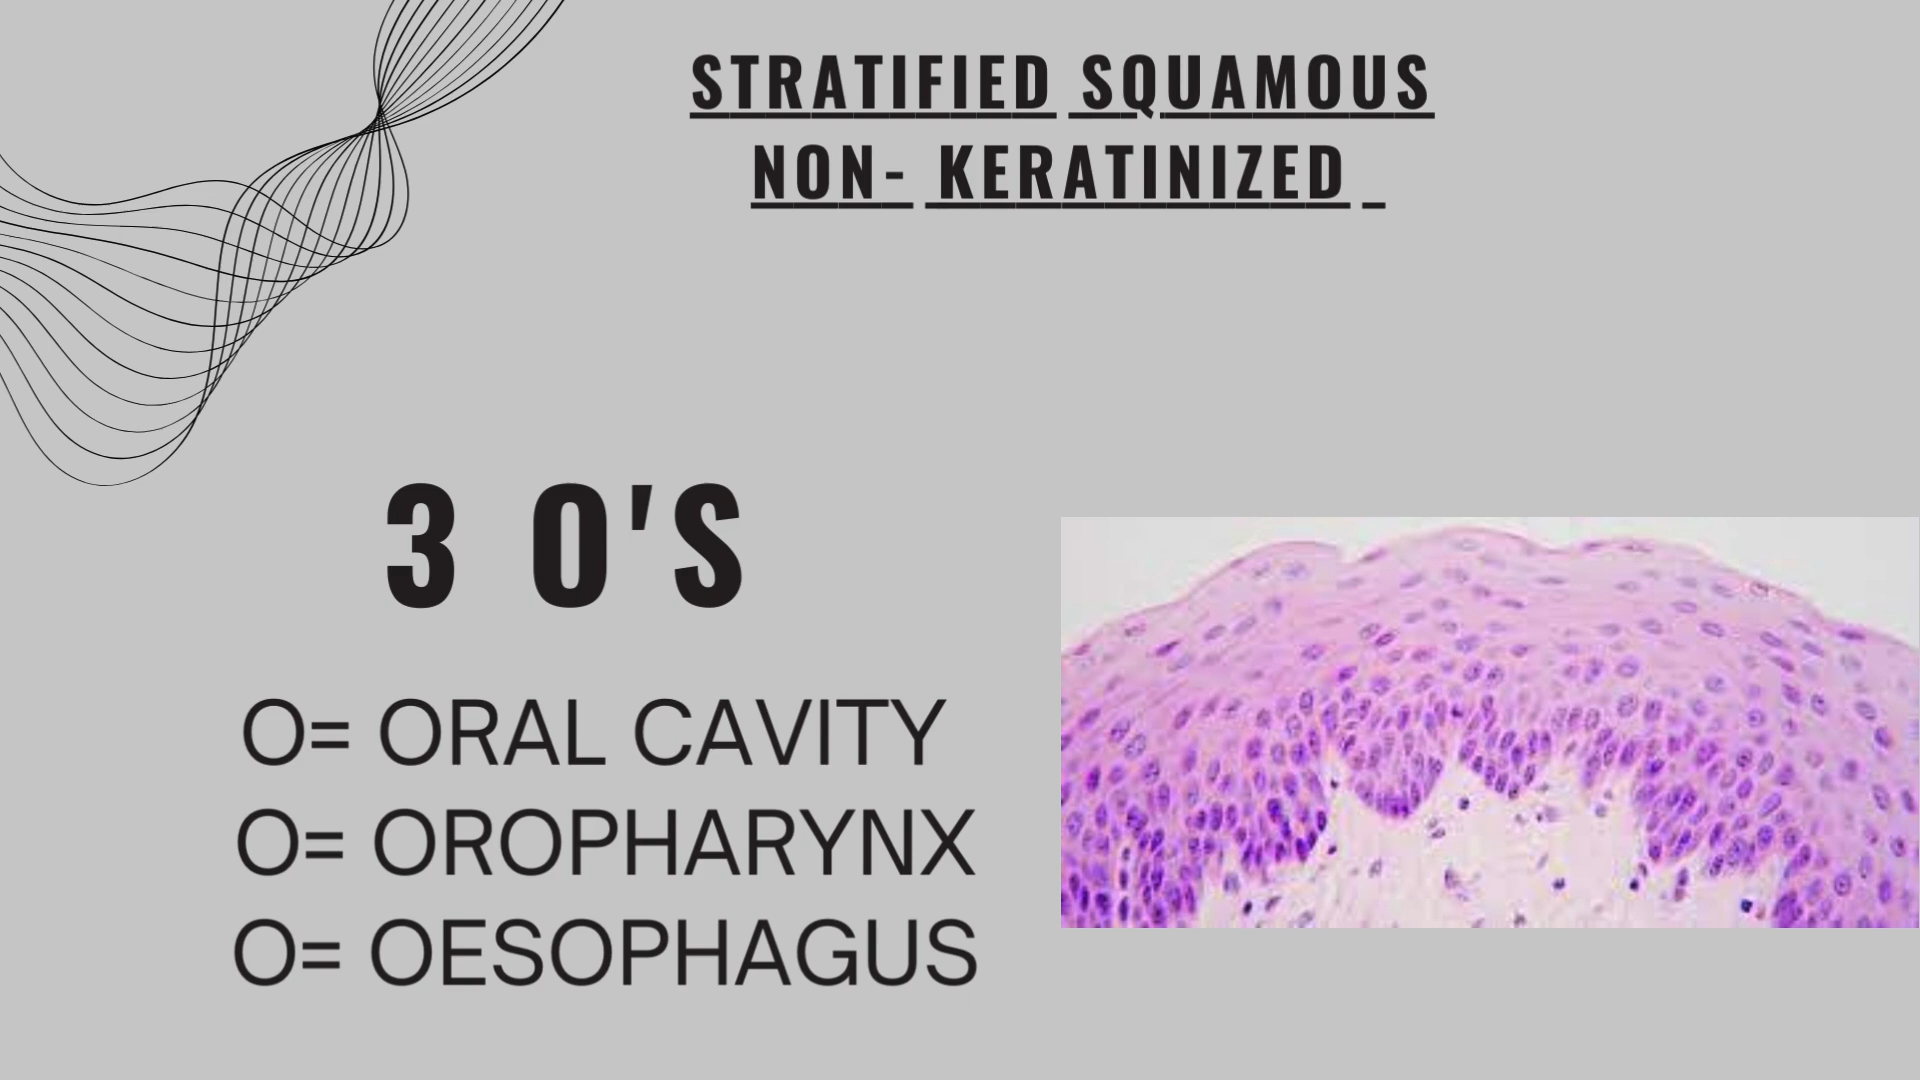 STRATIFIED SQUAMOUS
NON- KERATINIZED
3 O'S
O= ORAL CAVITY
O= OROPHARYNX
O= OESOPHAGUS